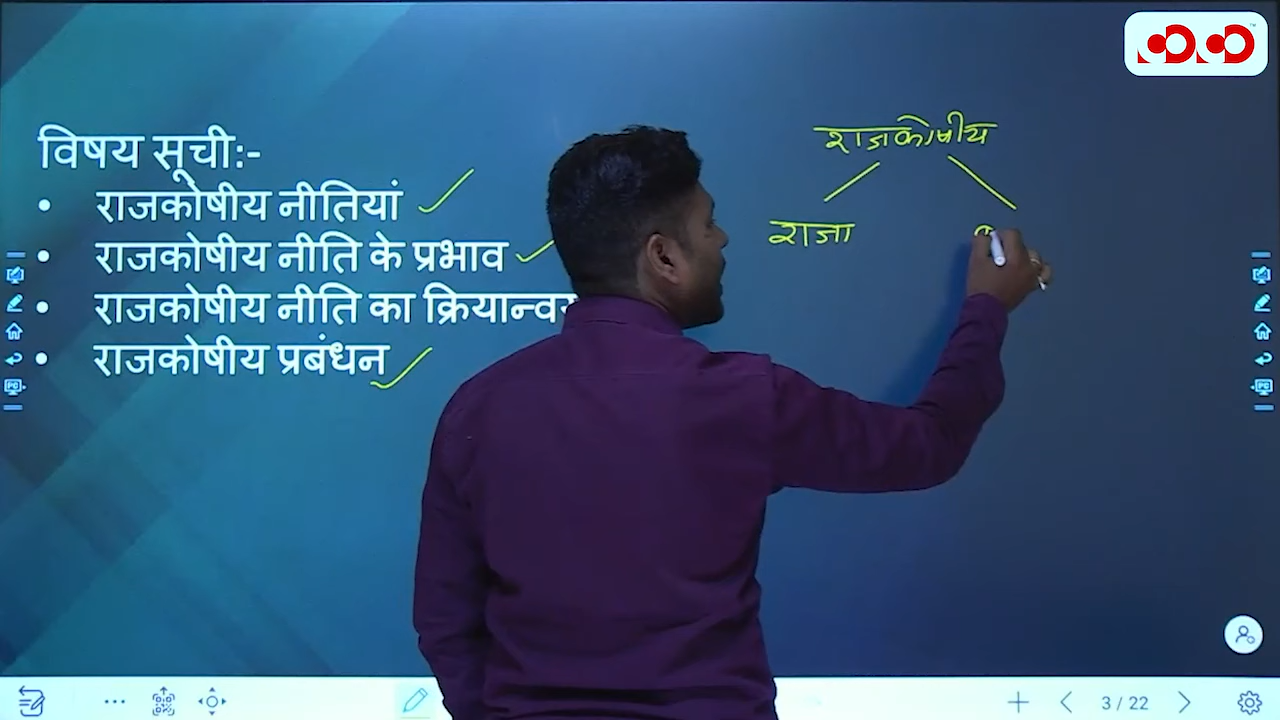 विषय सूची:-
• राजकोषीय नीतियां
• राजकोषीय नीति के प्रभाव
• राजकोषीय नीति का
• राजकोषीय प्रबंधन
राजकोषीय
राजा
3 / 22